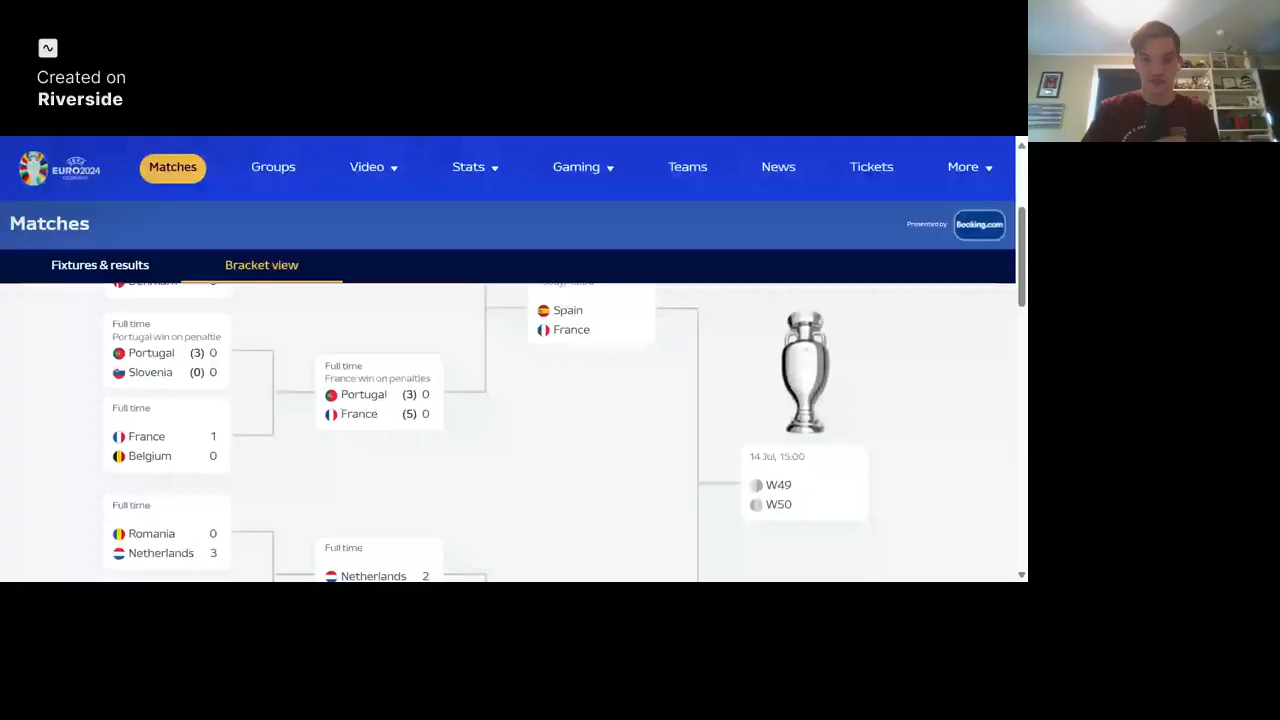 Created on
Riverside
UEFA
EURO2024
GERMANY
Matches
Groups
Video
Stats
Gaming
Teams
News
Tickets
More
Matches
Presented by
Booking.com
Fixtures & results
Bracket view
Full time
Portugal win on penaltie
Portugal (3) 0
Slovenia (0) 0
Full time
France 1
Belgium 0
Full time
Romania 0
Netherlands 3
Full time
France win on penalties
Portugal (3) 0
France (5) 0
Full time
Netherlands 2
Spain
France
14 Jul, 15:00
W49
W50